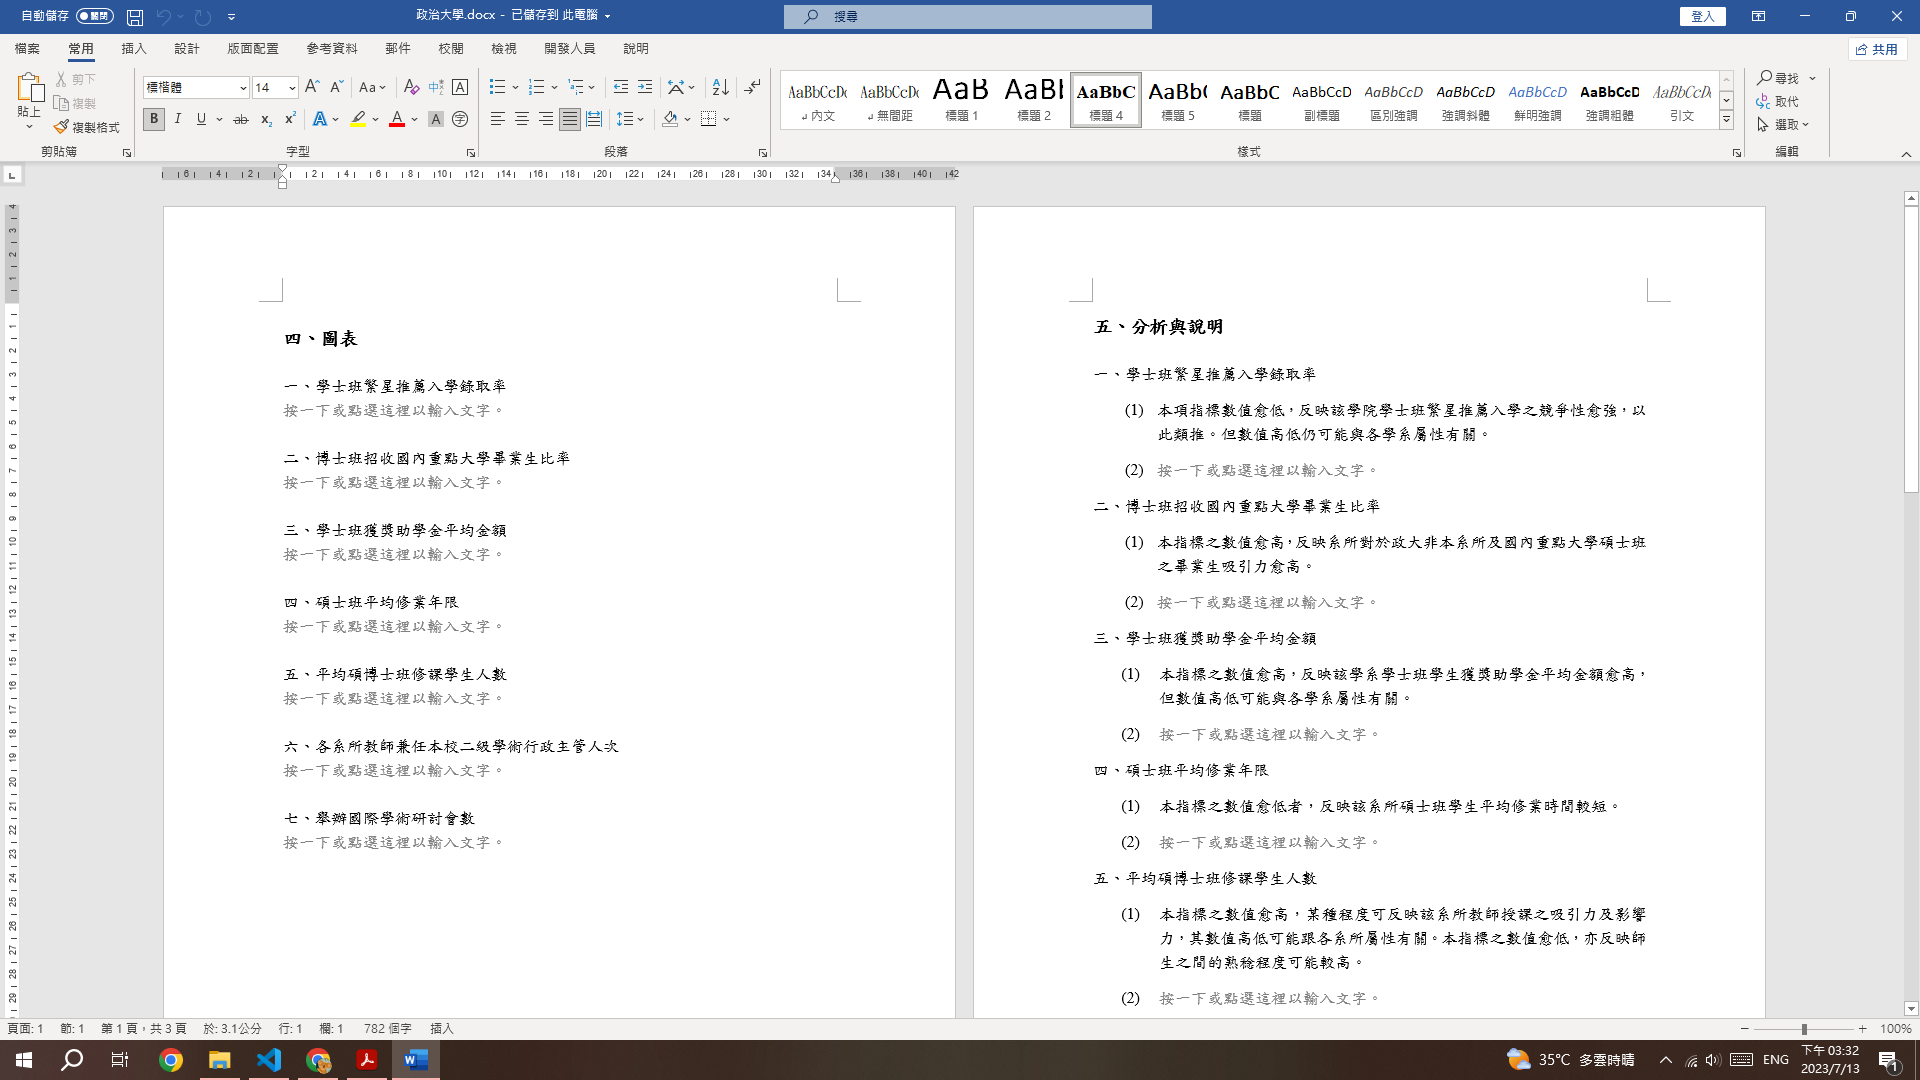 自動儲存 關閉
政治大學.docx - 已儲存到 此電腦
搜尋
登入
檔案 常用 插入 設計 版面配置 參考資料 郵件 校閱 檢視 開發人員 說明
共用
貼上
剪下
複製
複製格式
剪貼簿
標楷體 14
字型
段落
AaBbCcDc AaBbCcDc AaB AaBl AaBbC AaBb( AaBbC AaBbCcD AaBbCcD AaBbCcD AaBbCcD AaBbCcD AaBbCcDc
內文 無間距 標題 1 標題 2 標題 4 標題 5 標題 副標題 區別強調 強調斜體 鮮明強調 強調粗體 引文
樣式
尋找
取代
選取
編輯
四、圖表
一、學士班繁星推薦入學錄取率
按一下或點選這裡以輸入文字。
二、博士班招收國內重點大學畢業生比率
按一下或點選這裡以輸入文字。
三、學士班獲獎助學金平均金額
按一下或點選這裡以輸入文字。
四、碩士班平均修業年限
按一下或點選這裡以輸入文字。
五、平均碩博士班修課學生人數
按一下或點選這裡以輸入文字。
六、各系所教師兼任本校二級學術行政主管人次
按一下或點選這裡以輸入文字。
七、舉辦國際學術研討會數
按一下或點選這裡以輸入文字。
五、分析與說明
一、學士班繁星推薦入學錄取率
(1) 本項指標數值愈低，反映該學院學士班繁星推薦入學之競爭性愈強，以
此類推。但數值高低仍可能與各學系屬性有關。
(2) 按一下或點選這裡以輸入文字。
二、博士班招收國內重點大學畢業生比率
(1) 本指標之數值愈高，反映系所對於政大非本系所及國內重點大學碩士班
之畢業生吸引力愈高。
(2) 按一下或點選這裡以輸入文字。
三、學士班獲獎助學金平均金額
(1) 本指標之數值愈高，反映該學系學士班學生獲獎助學金平均金額愈高，
但數值高低可能與各學系屬性有關。
(2) 按一下或點選這裡以輸入文字。
四、碩士班平均修業年限
(1) 本指標之數值愈低者，反映該系所碩士班學生平均修業時間較短。
(2) 按一下或點選這裡以輸入文字。
五、平均碩博士班修課學生人數
(1) 本指標之數值愈高，某種程度可反映該系所教師授課之吸引力及影響
力，其數值高低可能跟各系所屬性有關。本指標之數值愈低，亦反映師
生之間的熟稔程度可能較高。
(2) 按一下或點選這裡以輸入文字。
頁面: 1 節: 1 第 1 頁，共 3 頁 於: 3.1公分 行: 1 欄: 1 782 個字 插入
100%
35°C 多雲時晴
ENG
下午 03:32
2023/7/13
1